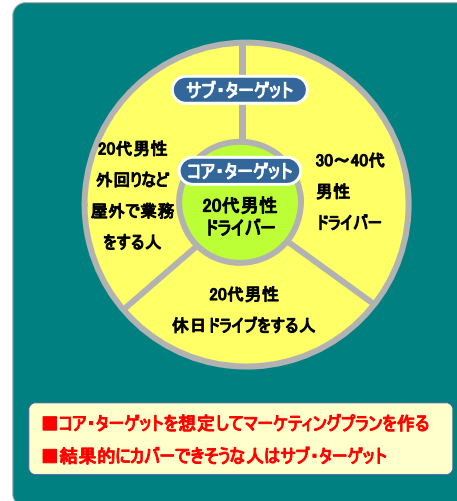 サブ・ターゲット
20代男性
外回りなど
屋外で業務
をする人
コア・ターゲット
20代男性
ドライバー
30～40代
男性
ドライバー
20代男性
休日ドライブをする人
■コア・ターゲットを想定してマーケティングプランを作る
■結果的にカバーできそうな人はサブ・ターゲット